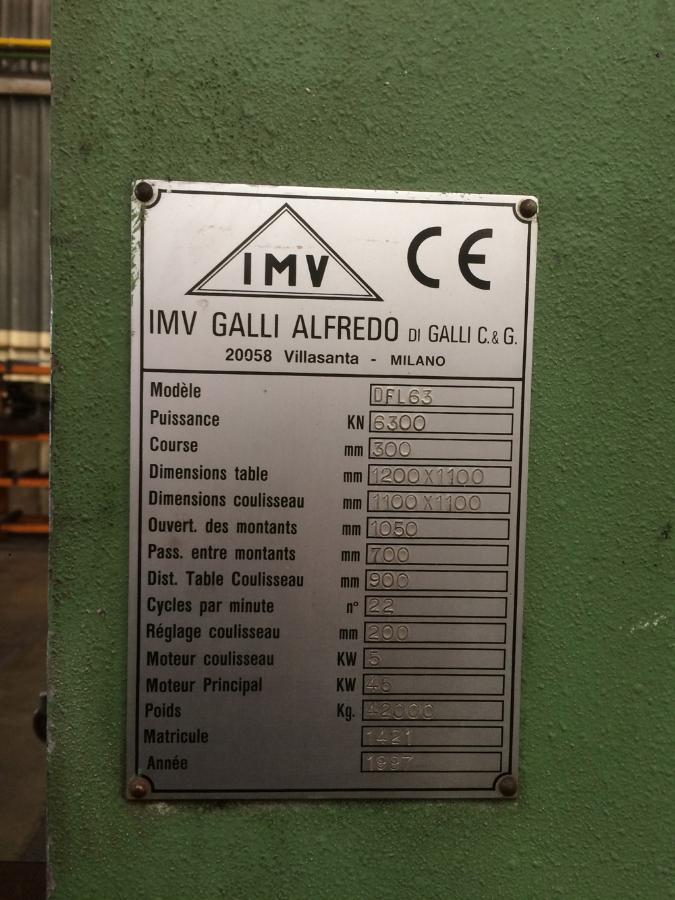 IMV
CE
IMV GALLI ALFREDO DI GALLI C.& G.
20058 Villasanta - MILANO
Modèle DFL63
Puissance KN 6300
Course mm 300
Dimensions table mm 1200X1100
Dimensions coulisseau mm 1100X1100
Ouvert. des montants mm 1050
Pass. entre montants mm 700
Dist. Table Coulisseau mm 900
Cycles par minute n° 22
Réglage coulisseau mm 200
Moteur coulisseau KW 5
Moteur Principal KW 45
Poids Kg. 42000
Matricule 1421
Année 1997